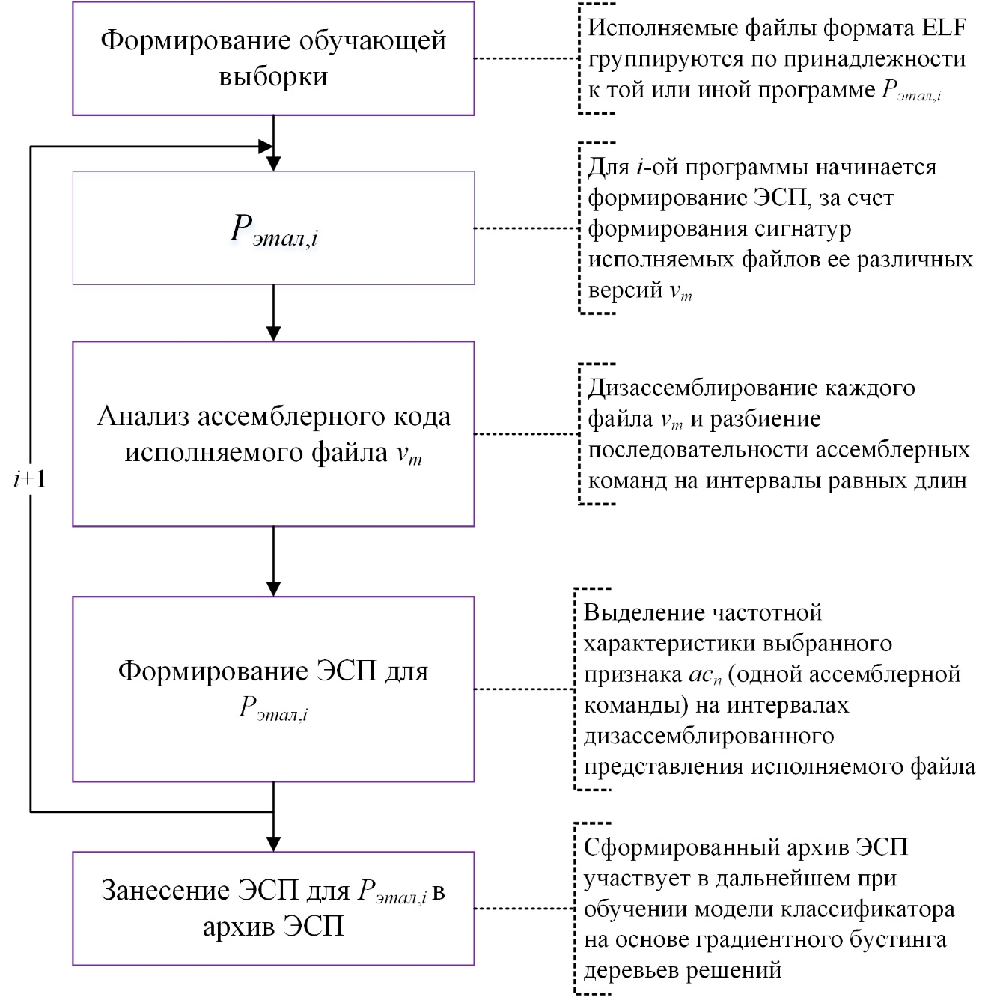 Формирование обучающей
выборки
Исполняемые файлы формата ELF
группируются по принадлежности
к той или иной программе Pэтал,i
Pэтал,i
Для i-ой программы начинается
формирование ЭСП, за счет
формирования сигнатур
исполняемых файлов ее различных
версий vm
Анализ ассемблерного кода
исполняемого файла vm
Дизассемблирование каждого
файла vm и разбиение
последовательности ассемблерных
команд на интервалы равных длин
i+1
Формирование ЭСП для
Pэтал,i
Выделение частотной
характеристики выбранного
признака acn (одной ассемблерной
команды) на интервалах
дизассемблированного
представления исполняемого файла
Занесение ЭСП для Pэтал,i в
архив ЭСП
Сформированный архив ЭСП
участвует в дальнейшем при
обучении модели классификатора
на основе градиентного бустинга
деревьев решений